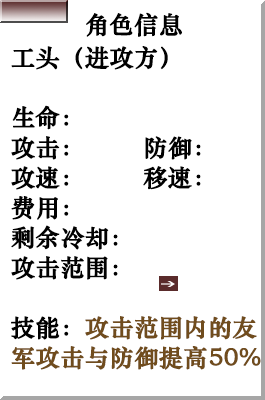 角色信息
工头（进攻方）
生命：
攻击： 防御：
攻速： 移速：
费用：
剩余冷却：
攻击范围：
→
技能：攻击范围内的友
军攻击与防御提高50%